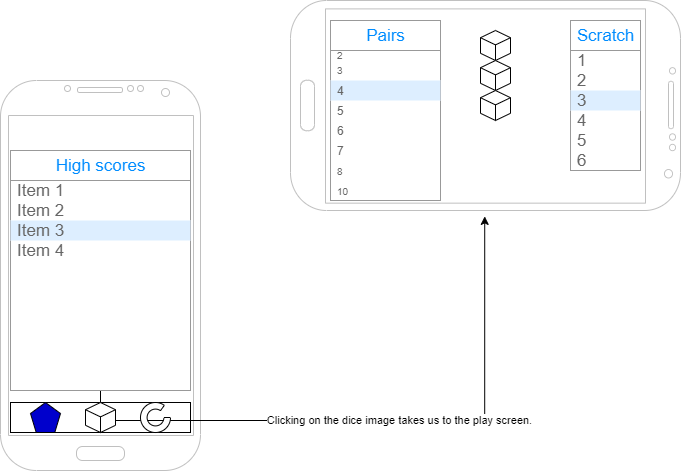 Pairs
2
3
4
5
6
7
8
10
Scratch
1
2
3
4
5
6
High scores
Item 1
Item 2
Item 3
Item 4
Clicking on the dice image takes us to the play screen.